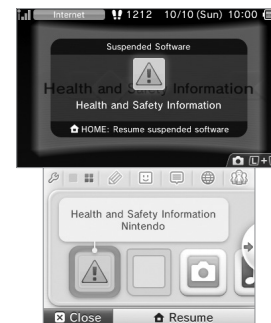 Internet 1212 10/10 (Sun) 10:00
Suspended Software
Health and Safety Information
Health and Safety Information
HOME: Resume suspended software
L+
Health and Safety Information
Nintendo
Close Resume